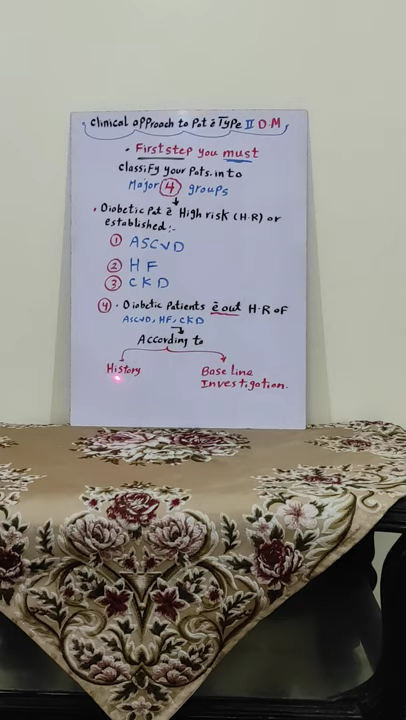 clinical approach to Pat ē Type II D.M
• First step you must
classify your Pats. into
Major 4 groups
• Diabetic Pat ē High risk (H.R) or
established:-
① ASCVD
② HF
③ CKD
④ • Diabetic Patients ē out H.R of
ASCVD, HF, CKD
According to
History
Base line
Investigation.